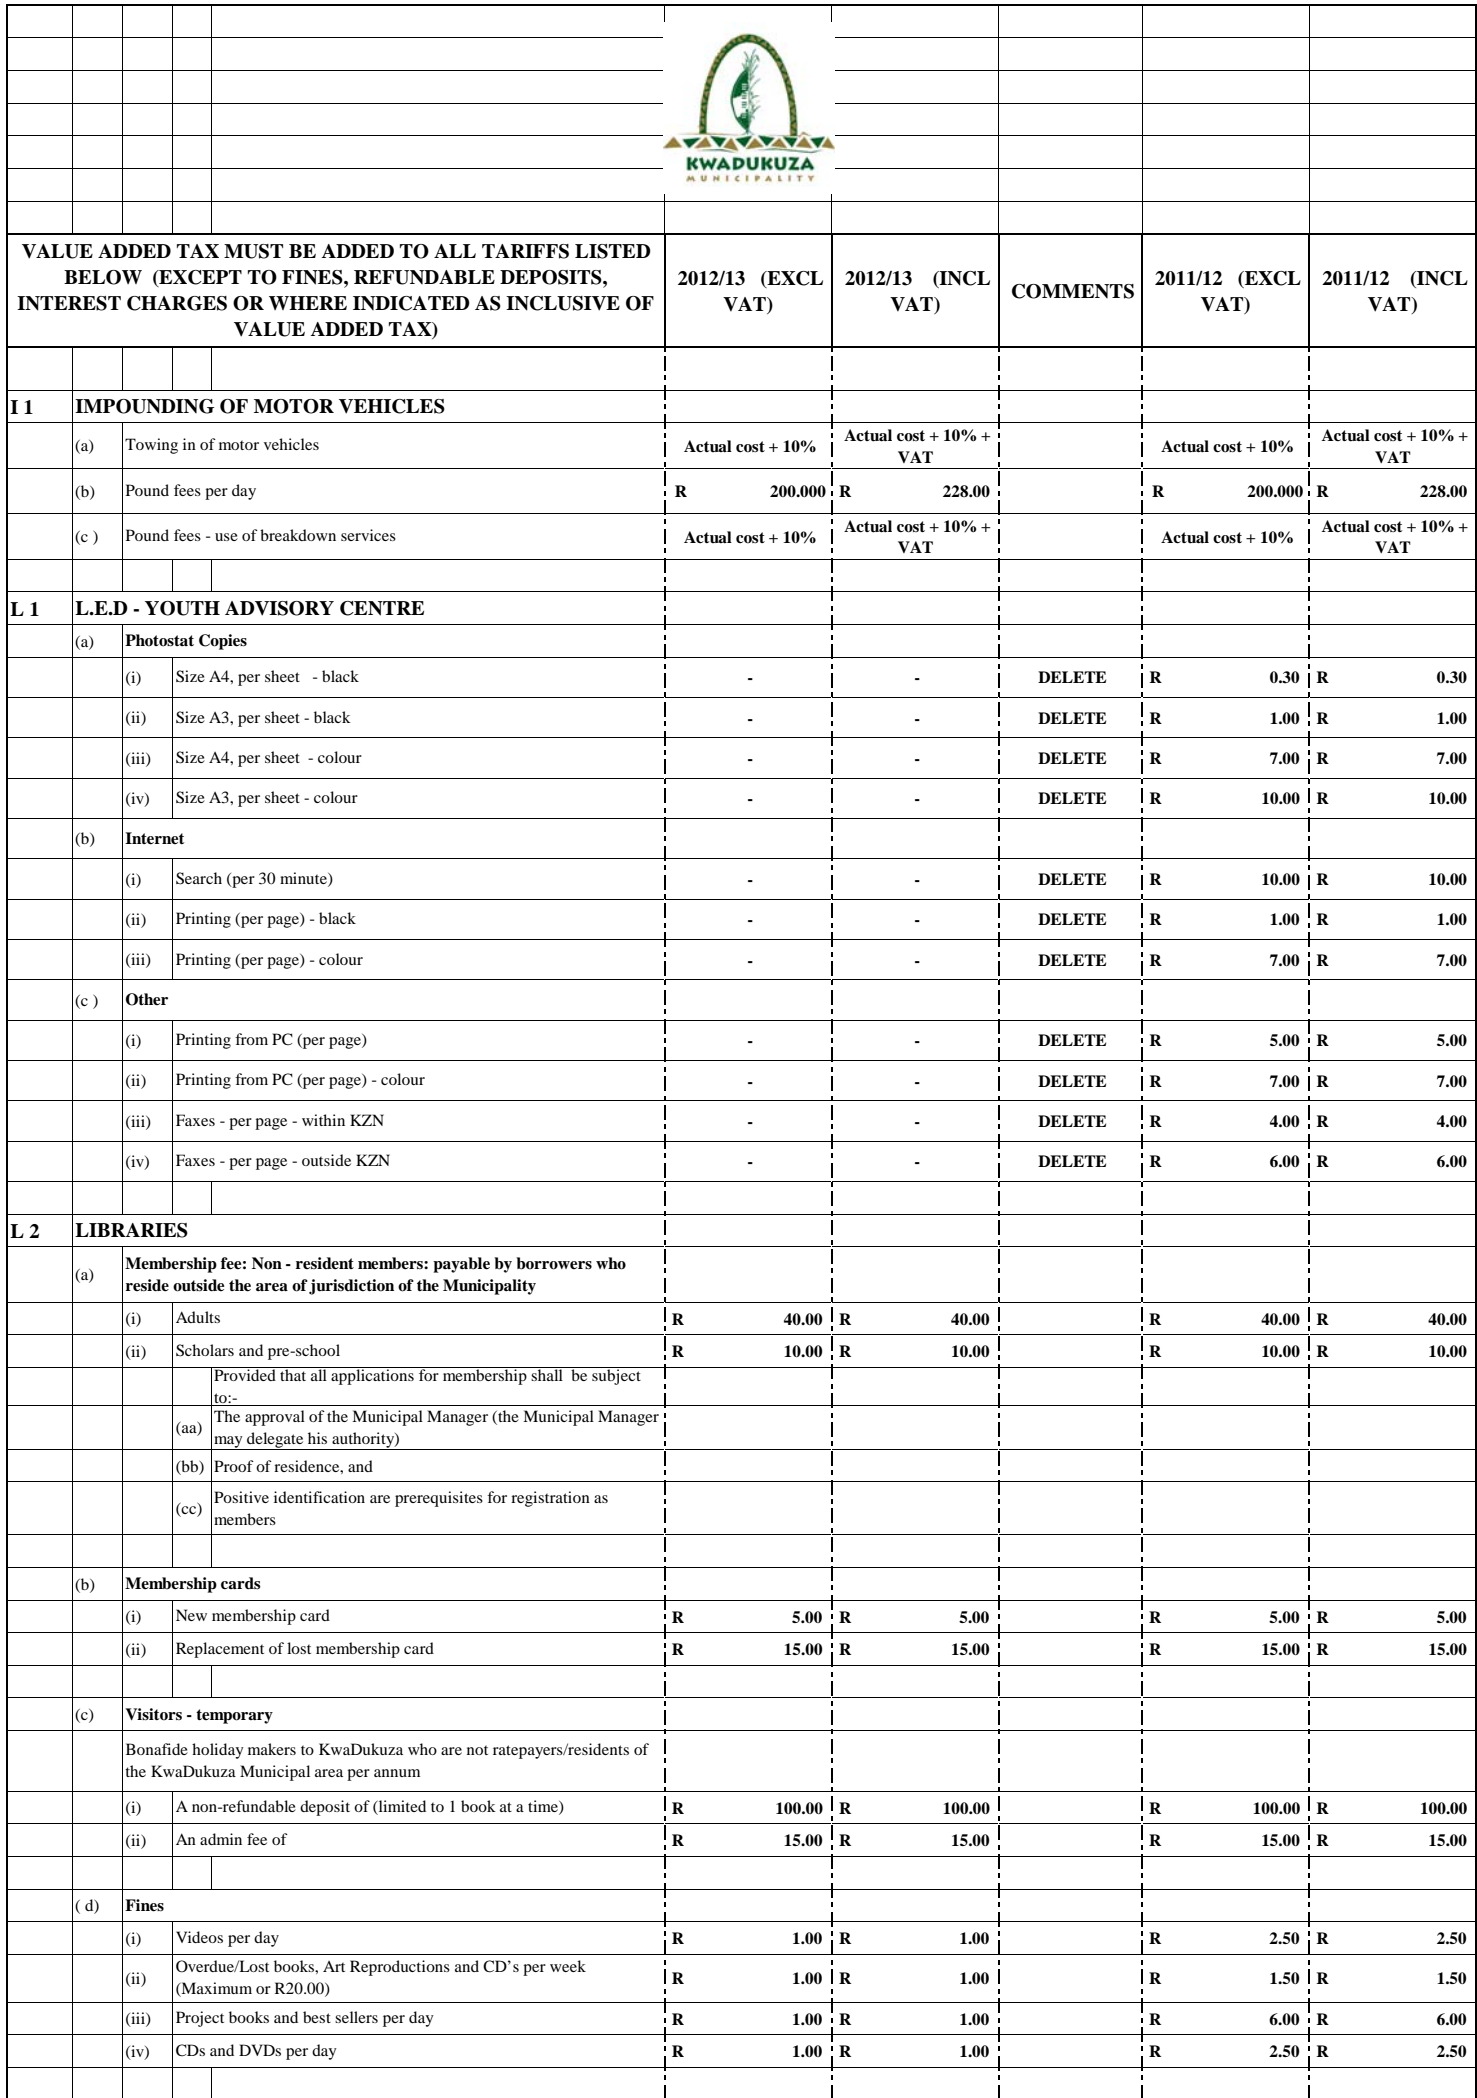 KWADUKUZA
MUNICIPALITY
VALUE ADDED TAX MUST BE ADDED TO ALL TARIFFS LISTED
BELOW (EXCEPT TO FINES, REFUNDABLE DEPOSITS,
INTEREST CHARGES OR WHERE INDICATED AS INCLUSIVE OF
VALUE ADDED TAX)
2012/13 (EXCL
VAT)
2012/13 (INCL
VAT)
COMMENTS
2011/12 (EXCL
VAT)
2011/12 (INCL
VAT)
I 1 IMPOUNDING OF MOTOR VEHICLES
(a) Towing in of motor vehicles Actual cost + 10% Actual cost + 10% +
VAT Actual cost + 10% Actual cost + 10% +
VAT
(b) Pound fees per day R 200.000 R 228.00 R 200.000 R 228.00
(c ) Pound fees - use of breakdown services Actual cost + 10% Actual cost + 10% +
VAT Actual cost + 10% Actual cost + 10% +
VAT
L 1 L.E.D - YOUTH ADVISORY CENTRE
(a) Photostat Copies
(i) Size A4, per sheet - black - - DELETE R 0.30 R 0.30
(ii) Size A3, per sheet - black - - DELETE R 1.00 R 1.00
(iii) Size A4, per sheet - colour - - DELETE R 7.00 R 7.00
(iv) Size A3, per sheet - colour - - DELETE R 10.00 R 10.00
(b) Internet
(i) Search (per 30 minute) - - DELETE R 10.00 R 10.00
(ii) Printing (per page) - black - - DELETE R 1.00 R 1.00
(iii) Printing (per page) - colour - - DELETE R 7.00 R 7.00
(c ) Other
(i) Printing from PC (per page) - - DELETE R 5.00 R 5.00
(ii) Printing from PC (per page) - colour - - DELETE R 7.00 R 7.00
(iii) Faxes - per page - within KZN - - DELETE R 4.00 R 4.00
(iv) Faxes - per page - outside KZN - - DELETE R 6.00 R 6.00
L 2 LIBRARIES
(a) Membership fee: Non - resident members: payable by borrowers who
reside outside the area of jurisdiction of the Municipality
(i) Adults R 40.00 R 40.00 R 40.00 R 40.00
(ii) Scholars and pre-school R 10.00 R 10.00 R 10.00 R 10.00
Provided that all applications for membership shall be subject
to:-
(aa) The approval of the Municipal Manager (the Municipal Manager
may delegate his authority)
(bb) Proof of residence, and
(cc) Positive identification are prerequisites for registration as
members
(b) Membership cards
(i) New membership card R 5.00 R 5.00 R 5.00 R 5.00
(ii) Replacement of lost membership card R 15.00 R 15.00 R 15.00 R 15.00
(c) Visitors - temporary
Bonafide holiday makers to KwaDukuza who are not ratepayers/residents of
the KwaDukuza Municipal area per annum
(i) A non-refundable deposit of (limited to 1 book at a time) R 100.00 R 100.00 R 100.00 R 100.00
(ii) An admin fee of R 15.00 R 15.00 R 15.00 R 15.00
( d) Fines
(i) Videos per day R 1.00 R 1.00 R 2.50 R 2.50
(ii) Overdue/Lost books, Art Reproductions and CD's per week
(Maximum or R20.00) R 1.00 R 1.00 R 1.50 R 1.50
(iii) Project books and best sellers per day R 1.00 R 1.00 R 6.00 R 6.00
(iv) CDs and DVDs per day R 1.00 R 1.00 R 2.50 R 2.50